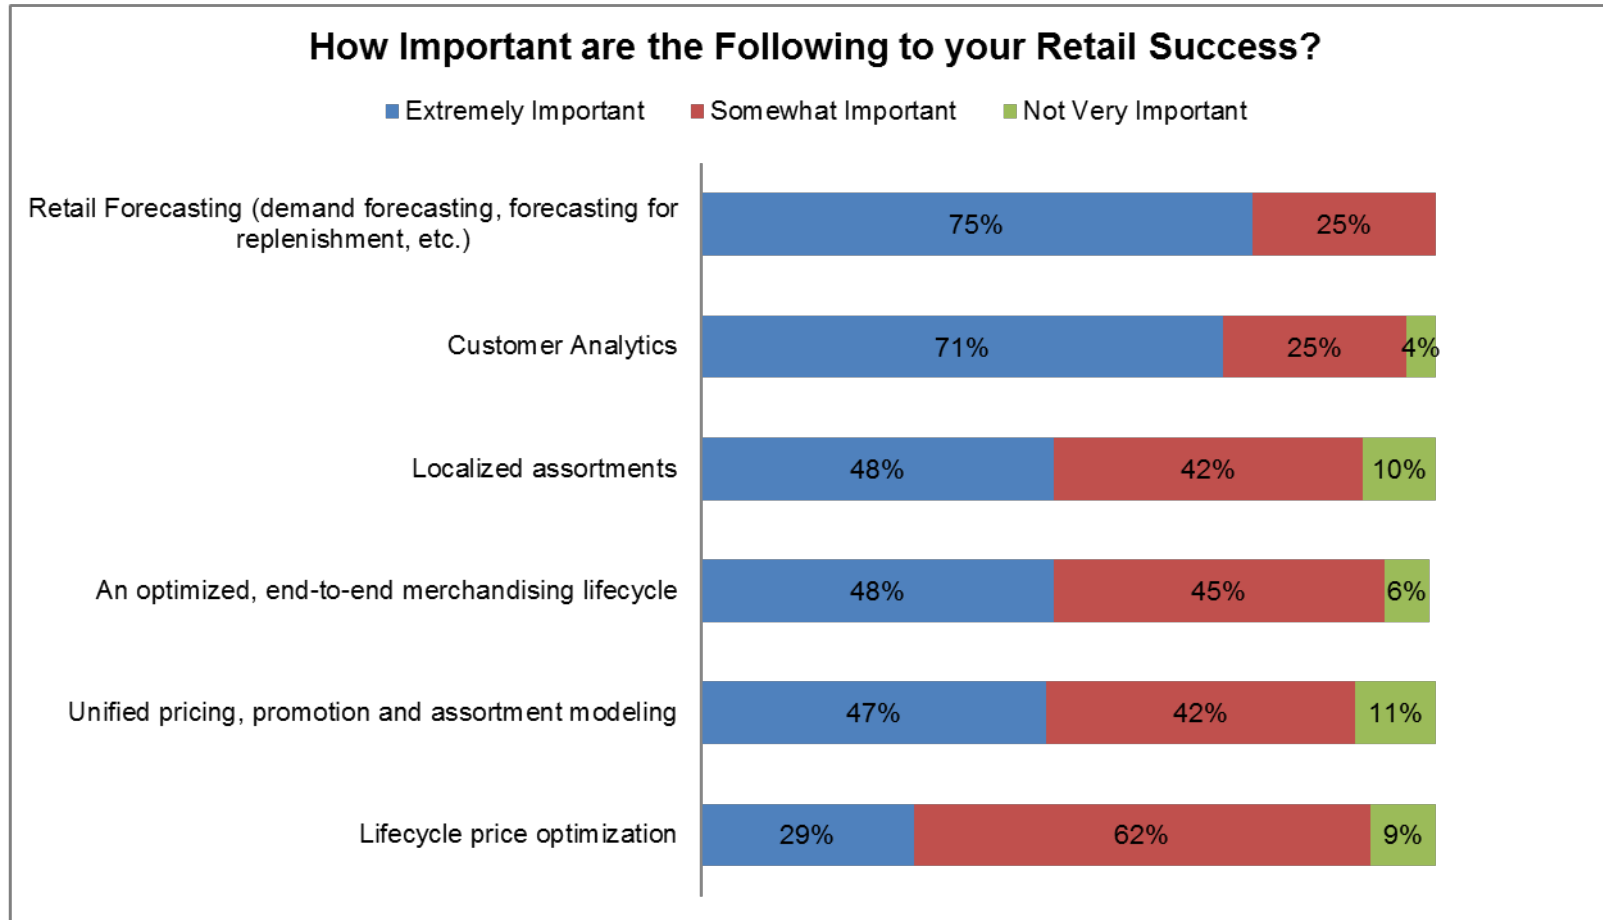 How Important are the Following to your Retail Success?
Extremely Important Somewhat Important Not Very Important
Retail Forecasting (demand forecasting, forecasting for
replenishment, etc.)
75% 25%
Customer Analytics
71% 25% 4%
Localized assortments
48% 42% 10%
An optimized, end-to-end merchandising lifecycle
48% 45% 6%
Unified pricing, promotion and assortment modeling
47% 42% 11%
Lifecycle price optimization
29% 62% 9%